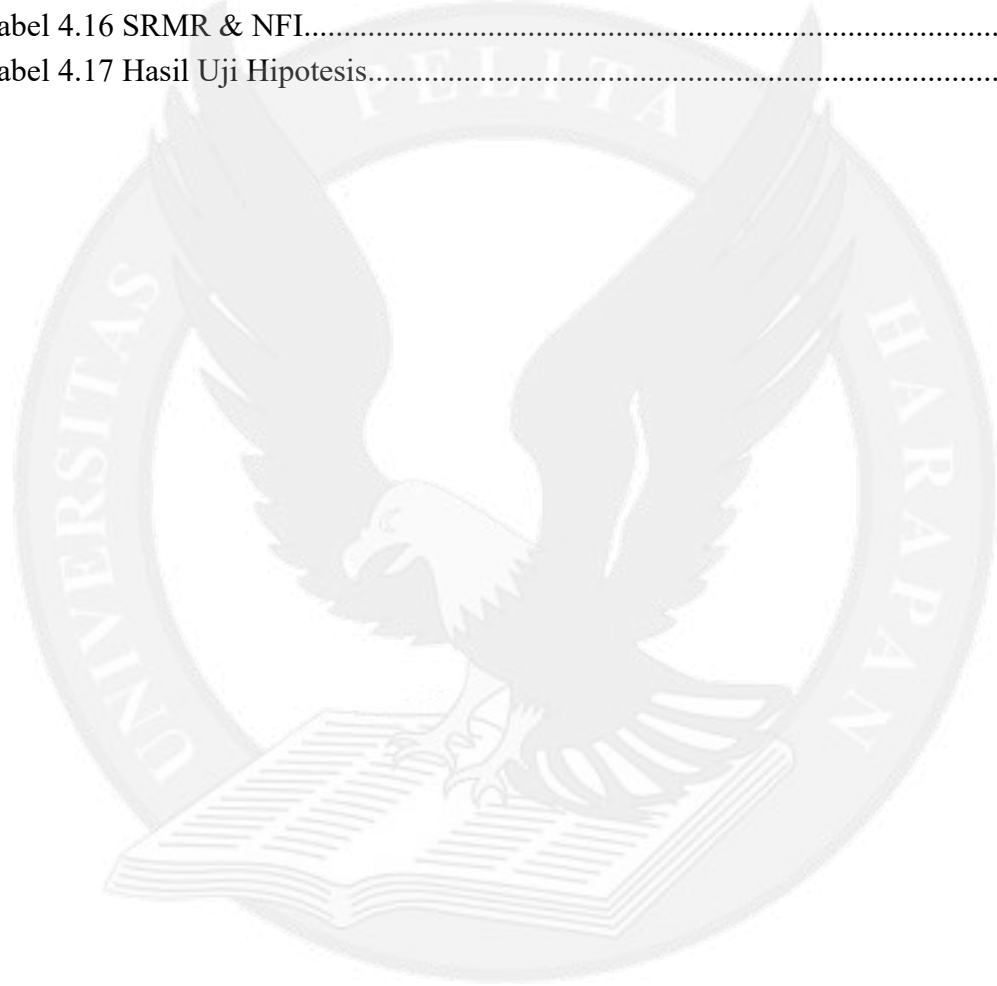 abel 4.16 SRMR & NFI
abel 4.17 Hasil Uji Hipotesis
UNIVERSITAS PELITA HARAPAN